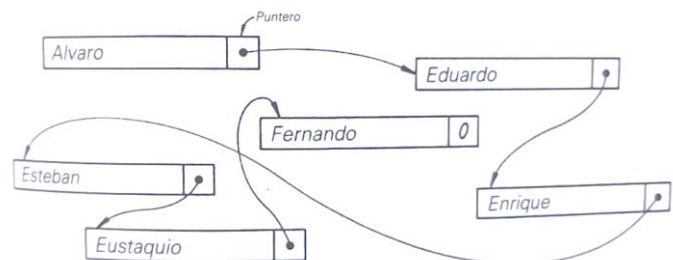 Puntero
Alvaro
Eduardo
Fernando 0
Esteban
Enrique
Eustaquio